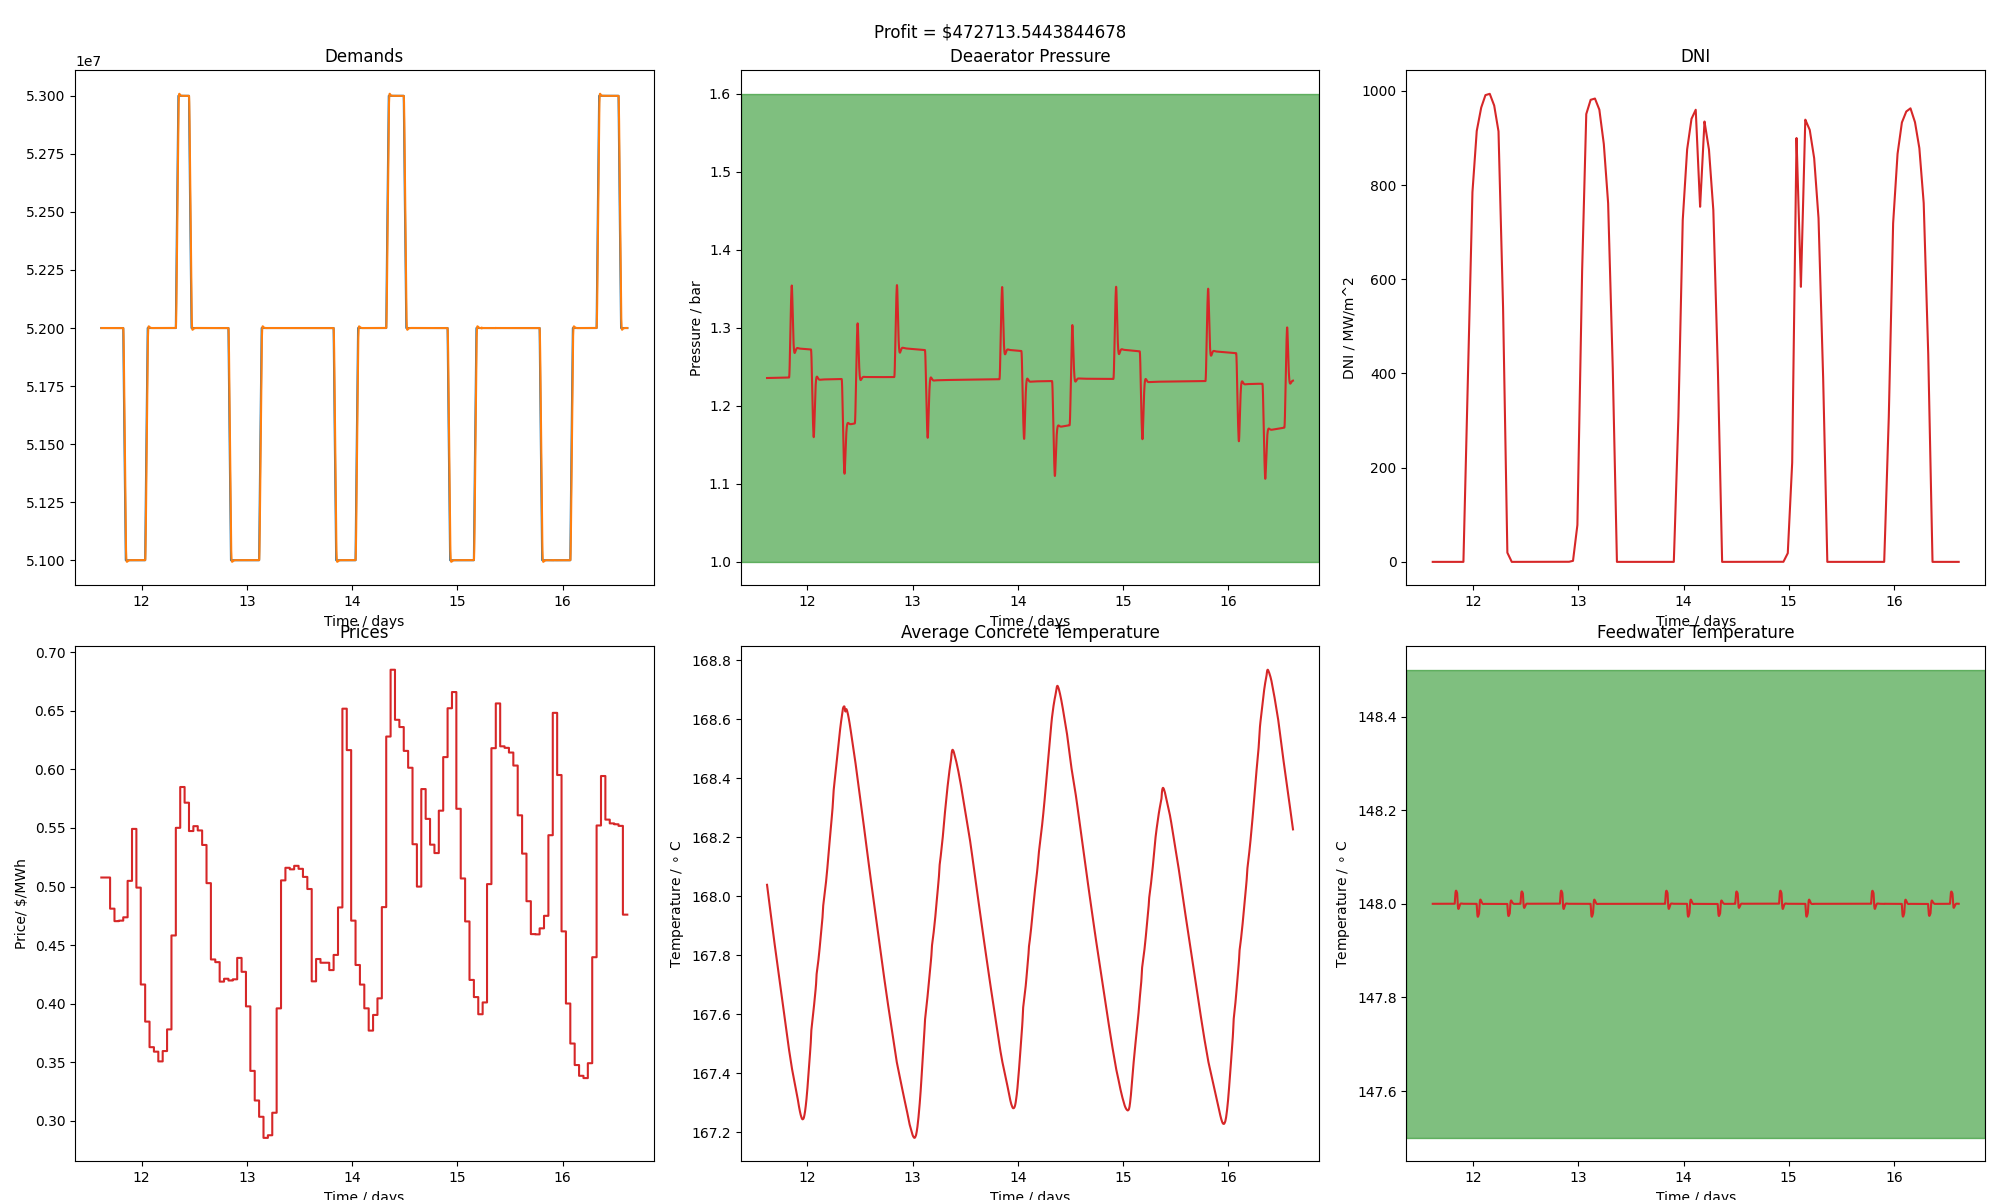 Profit = $472713.5443844678
Demands
1e7
5.300
5.275
5.250
5.225
5.200
5.175
5.150
5.125
5.100
12 13 14 15 16
Time / days
Deaerator Pressure
Pressure / bar
1.6
1.5
1.4
1.3
1.2
1.1
1.0
12 13 14 15 16
Time / days
DNI
DNI / MW/m^2
1000
800
600
400
200
0
12 13 14 15 16
Time / days
Prices
Price/ $/MWh
0.70
0.65
0.60
0.55
0.50
0.45
0.40
0.35
0.30
12 13 14 15 16
Time / days
Average Concrete Temperature
Temperature / ∘ C
168.8
168.6
168.4
168.2
168.0
167.8
167.6
167.4
167.2
12 13 14 15 16
Time / days
Feedwater Temperature
Temperature / ∘ C
148.4
148.2
148.0
147.8
147.6
12 13 14 15 16
Time / days